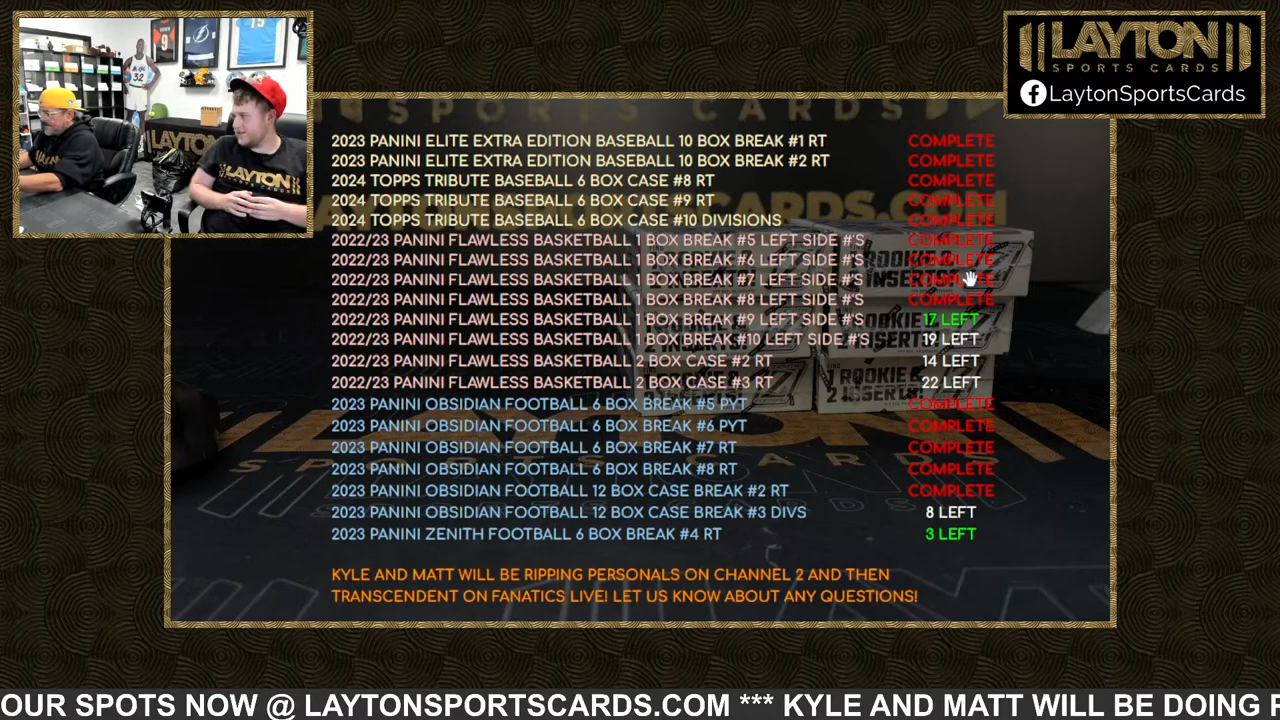 LAYTON
SPORTS CARDS
LaytonSportsCards
2023 PANINI ELITE EXTRA EDITION BASEBALL 10 BOX BREAK #1 RT COMPLETE
2023 PANINI ELITE EXTRA EDITION BASEBALL 10 BOX BREAK #2 RT COMPLETE
2024 TOPPS TRIBUTE BASEBALL 6 BOX CASE #8 RT COMPLETE
2024 TOPPS TRIBUTE BASEBALL 6 BOX CASE #9 RT COMPLETE
2024 TOPPS TRIBUTE BASEBALL 6 BOX CASE #10 DIVISIONS COMPLETE
2022/23 PANINI FLAWLESS BASKETBALL 1 BOX BREAK #5 LEFT SIDE #'S COMPLETE
2022/23 PANINI FLAWLESS BASKETBALL 1 BOX BREAK #6 LEFT SIDE #'S COMPLETE
2022/23 PANINI FLAWLESS BASKETBALL 1 BOX BREAK #7 LEFT SIDE #'S COMPLETE
2022/23 PANINI FLAWLESS BASKETBALL 1 BOX BREAK #8 LEFT SIDE #'S COMPLETE
2022/23 PANINI FLAWLESS BASKETBALL 1 BOX BREAK #9 LEFT SIDE #'S 17 LEFT
2022/23 PANINI FLAWLESS BASKETBALL 1 BOX BREAK #10 LEFT SIDE #'S 19 LEFT
2022/23 PANINI FLAWLESS BASKETBALL 2 BOX CASE #2 RT 14 LEFT
2022/23 PANINI FLAWLESS BASKETBALL 2 BOX CASE #3 RT 22 LEFT
2023 PANINI OBSIDIAN FOOTBALL 6 BOX BREAK #5 PYT COMPLETE
2023 PANINI OBSIDIAN FOOTBALL 6 BOX BREAK #6 PYT COMPLETE
2023 PANINI OBSIDIAN FOOTBALL 6 BOX BREAK #7 RT COMPLETE
2023 PANINI OBSIDIAN FOOTBALL 6 BOX BREAK #8 RT COMPLETE
2023 PANINI OBSIDIAN FOOTBALL 12 BOX CASE BREAK #2 RT COMPLETE
2023 PANINI OBSIDIAN FOOTBALL 12 BOX CASE BREAK #3 DIVS 8 LEFT
2023 PANINI ZENITH FOOTBALL 6 BOX BREAK #4 RT 3 LEFT
KYLE AND MATT WILL BE RIPPING PERSONALS ON CHANNEL 2 AND THEN
TRANSCENDENT ON FANATICS LIVE! LET US KNOW ABOUT ANY QUESTIONS!
OUR SPOTS NOW @ LAYTONSPORTSCARDS.COM *** KYLE AND MATT WILL BE DOING